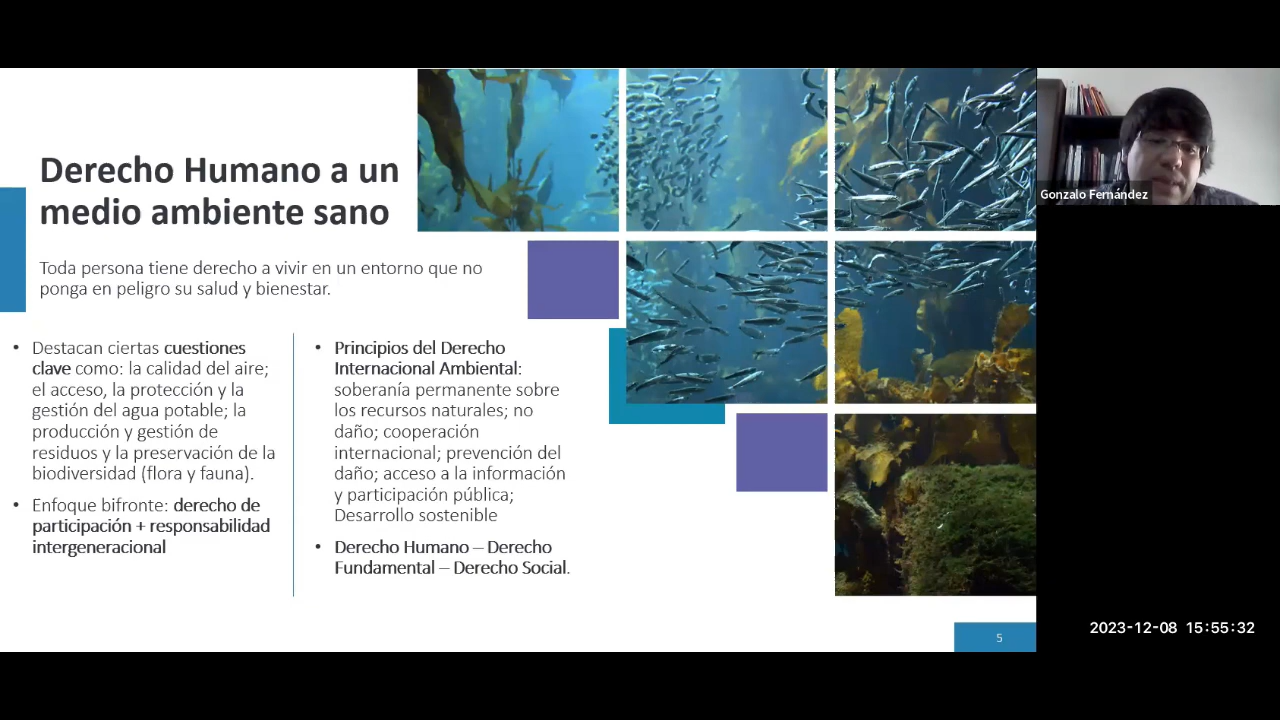 Derecho Humano a un
medio ambiente sano
Toda persona tiene derecho a vivir en un entorno que no
ponga en peligro su salud y bienestar.
• Destacan ciertas cuestiones
clave como: la calidad del aire;
el acceso, la protección y la
gestión del agua potable; la
producción y gestión de
residuos y la preservación de la
biodiversidad (flora y fauna).
• Enfoque bifronte: derecho de
participación + responsabilidad
intergeneracional
• Principios del Derecho
Internacional Ambiental:
soberanía permanente sobre
los recursos naturales; no
daño; cooperación
internacional; prevención del
daño; acceso a la información
y participación pública;
Desarrollo sostenible
• Derecho Humano – Derecho
Fundamental – Derecho Social.
5
Gonzalo Fernández
2023-12-08 15:55:32